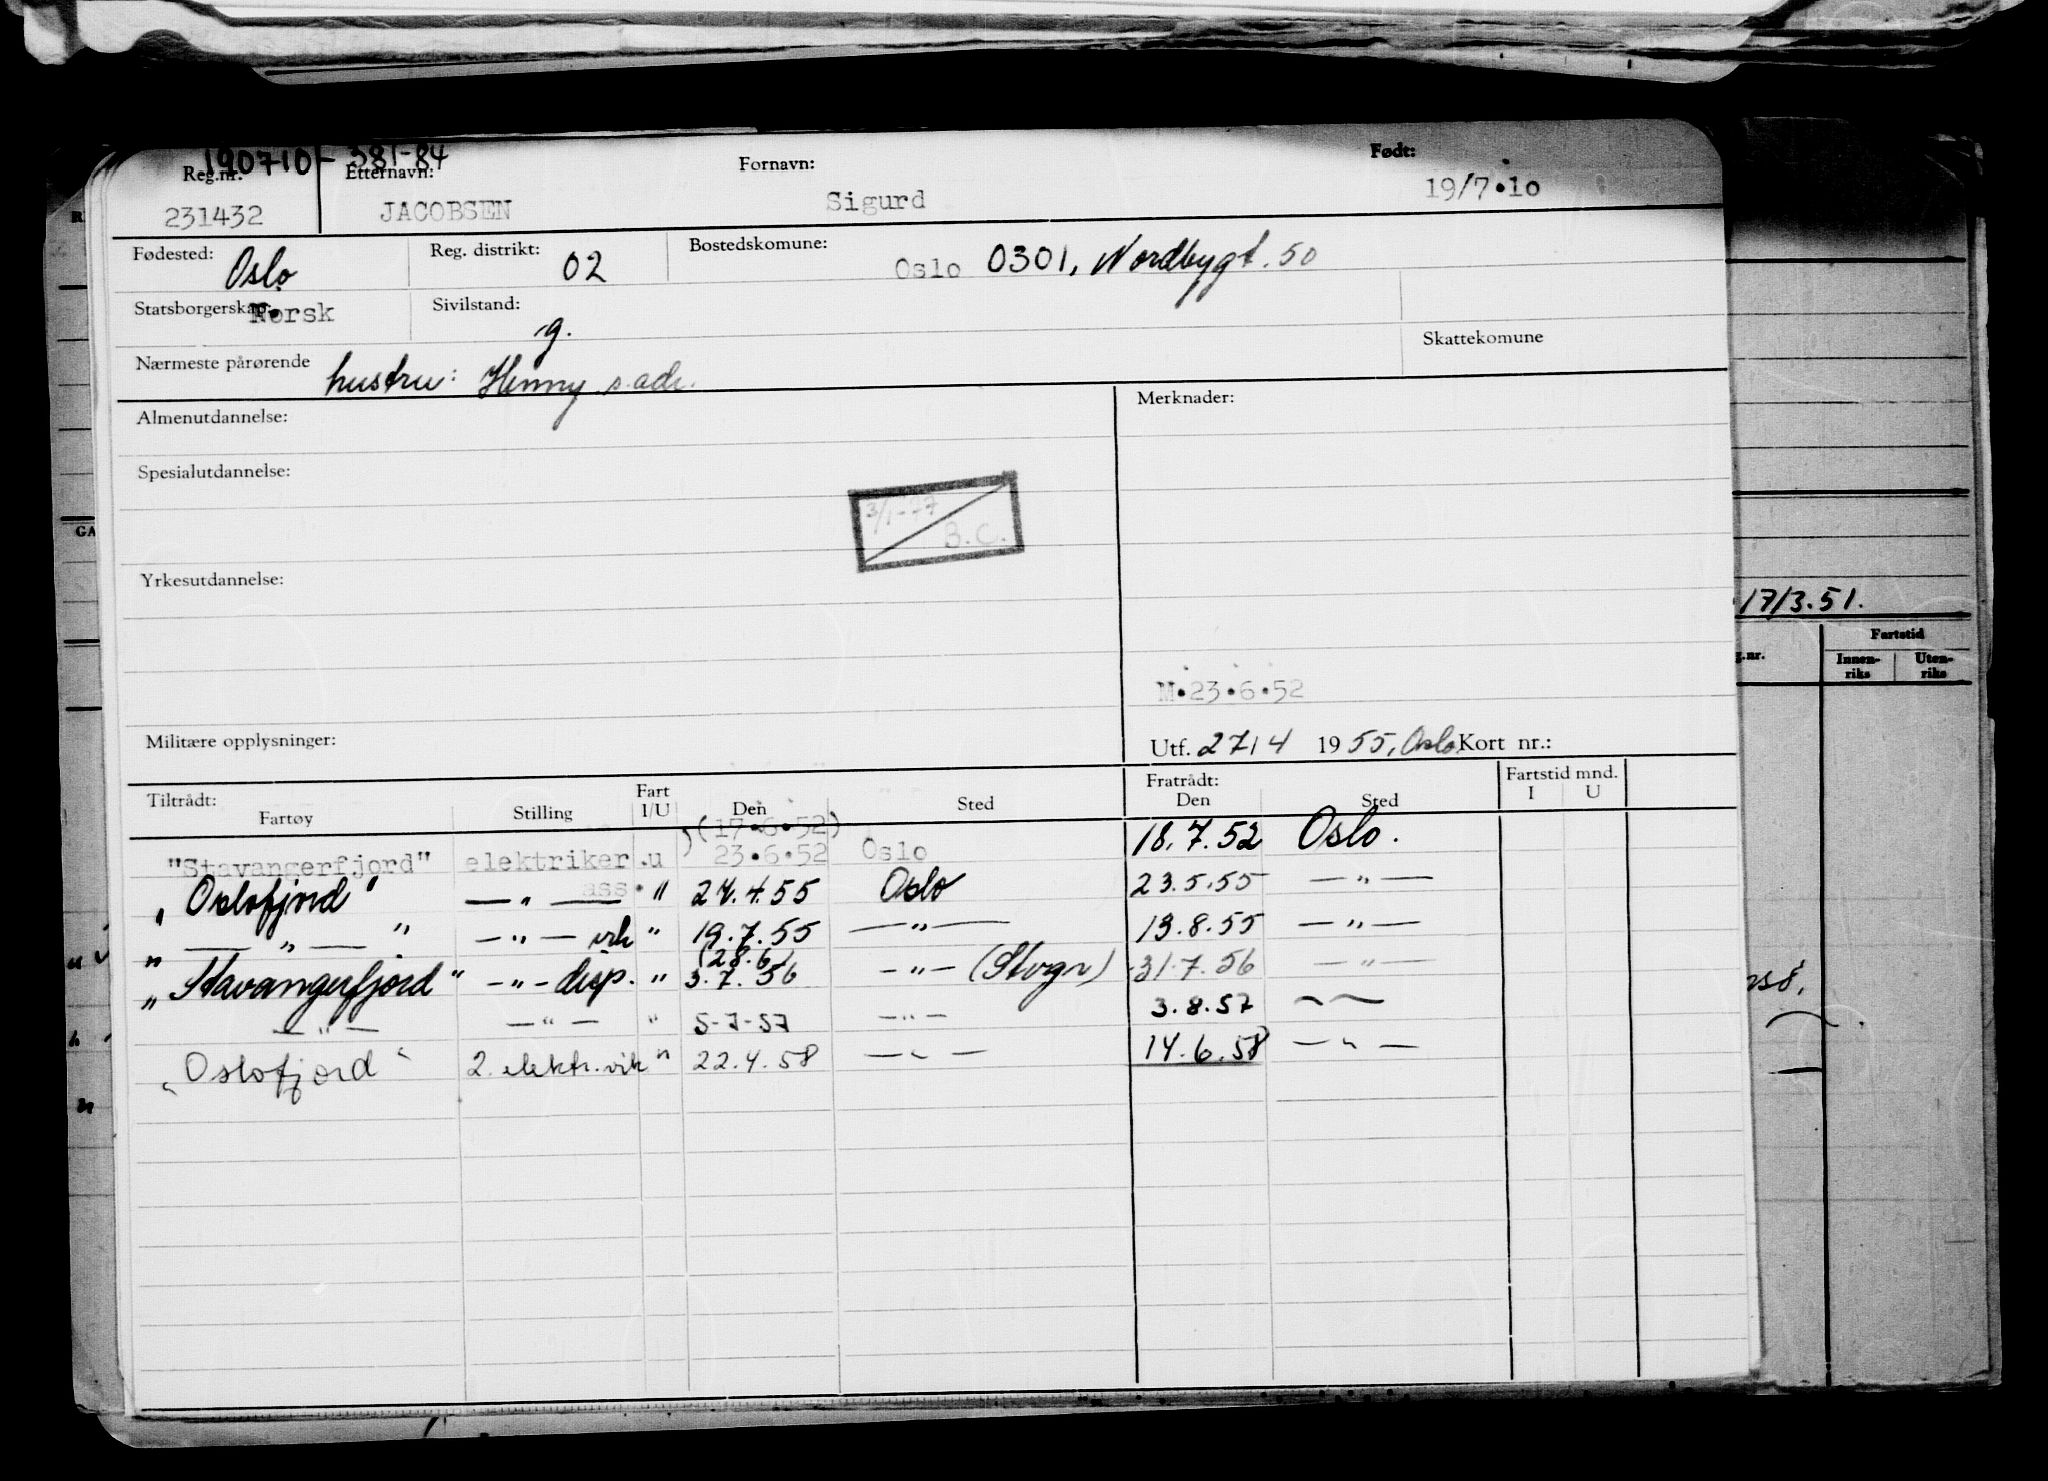 190710-381-84
Reg.nr. Etternavn: Fornavn: Født:
231432 JACOBSEN Sigurd 19/7.10
Fødested: Oslo Reg. distrikt: 02 Bostedskomune: Oslo 0301, Nordbygt. 50
Statsborgerskap: Norsk Sivilstand: g.
Nærmeste pårørende hustru: Henny s. adr. Skattekomune
Almenutdannelse: Merknader:
Spesialutdannelse:
B.C.
Yrkesutdannelse:
17/3.51.
M.23.6.52
Militære opplysninger: Utf. 27/4 1955, Oslo Kort nr.:
Tiltrådt: Fratrådt: Fartstid mnd.
Fartøy Stilling Fart I/U Den Sted Den Sted I U
(17.6.52)
"Stavangerfjord" elektriker u 23.6.52 Oslo 18.7.52 Oslo.
ass.
"Oslofjord" — " — " 27.4.55 Oslo 23.5.55 — " —
" — " — " — " — vik " 19.7.55 — " — 13.8.55 — " —
(28.6)
"Stavangerfjord" — " — disp. " 3.7.56 — " — (Stvgr) 31.7.56 — " —
— " — — " — " 5-7-57 — " — 3.8.57 — " —
"Oslofjord" 2. elektr. vik " 22.4.58 — " — 14.6.58 — " —
Fartstid
Innen-
riks
Uten-
riks